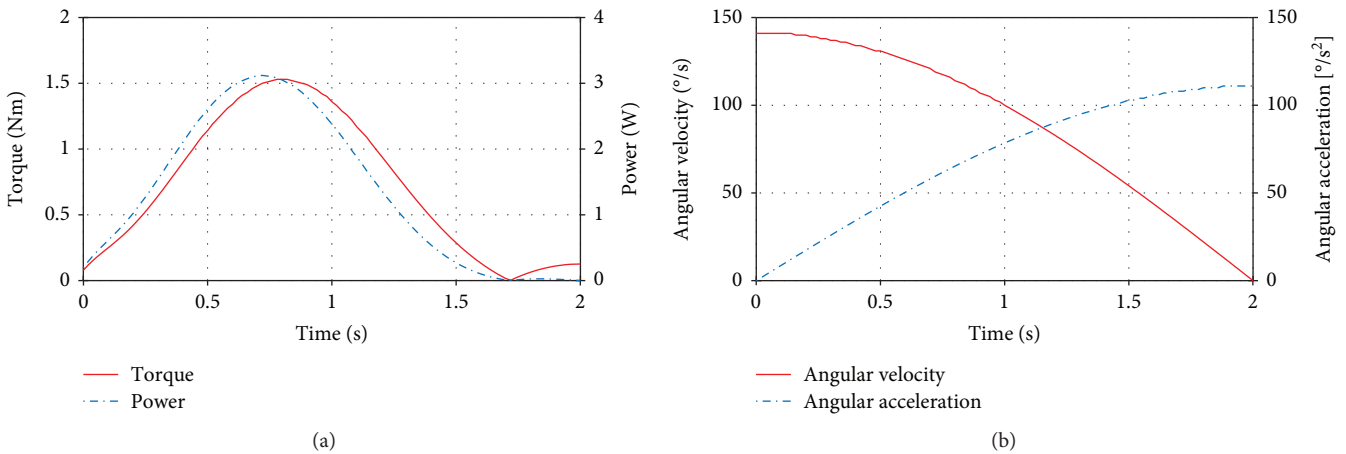 2
1.5
1
0.5
0
Torque (Nm)
4
3
2
1
0
Power (W)
0 0.5 1 1.5 2
Time (s)
Torque
Power
(a)
150
100
50
0
Angular velocity (°/s)
150
100
50
0
Angular acceleration [°/s²]
0 0.5 1 1.5 2
Time (s)
Angular velocity
Angular acceleration
(b)